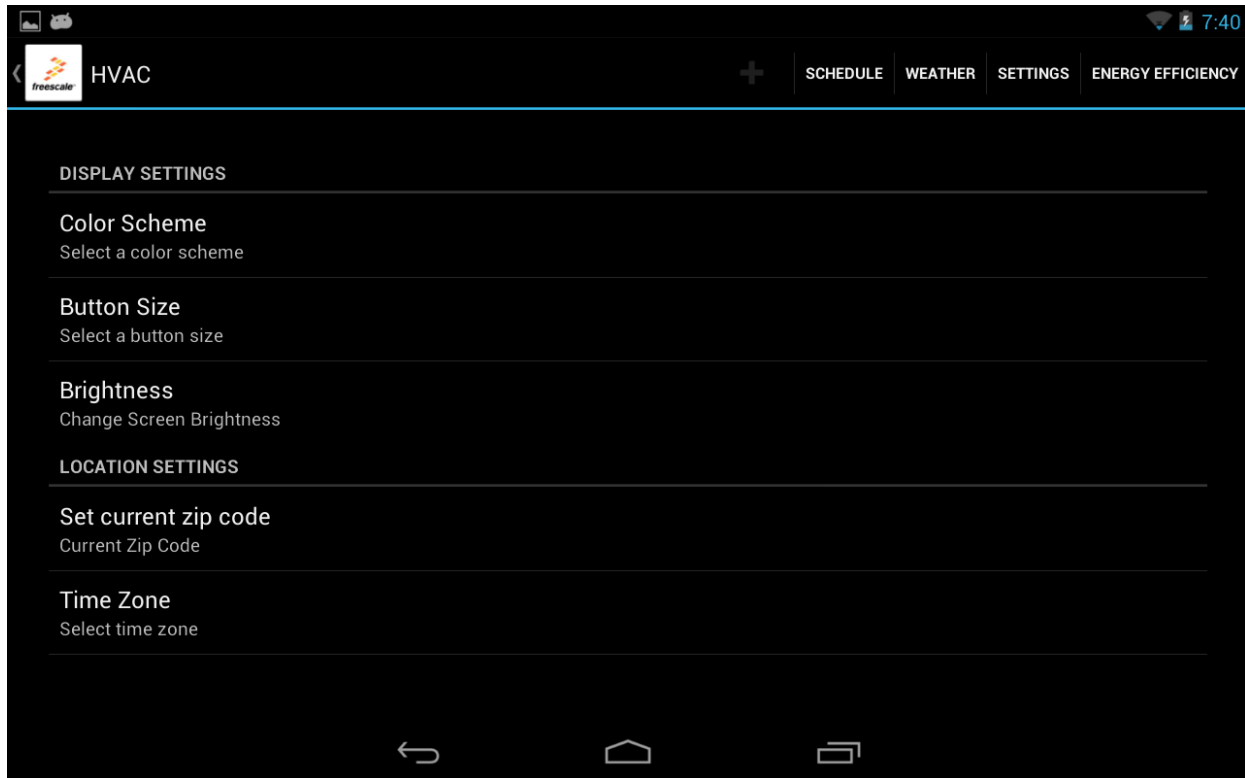 7:40
freescale
HVAC
SCHEDULE WEATHER SETTINGS ENERGY EFFICIENCY
DISPLAY SETTINGS
Color Scheme
Select a color scheme
Button Size
Select a button size
Brightness
Change Screen Brightness
LOCATION SETTINGS
Set current zip code
Current Zip Code
Time Zone
Select time zone